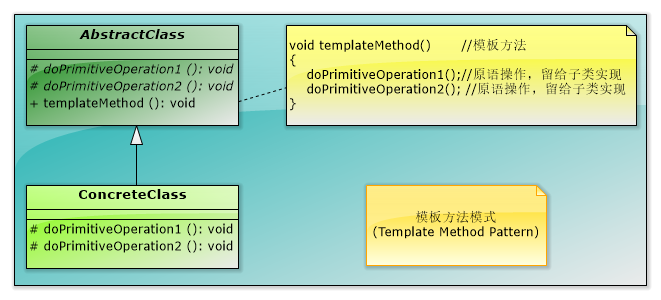 AbstractClass
# doPrimitiveOperation1 (): void
# doPrimitiveOperation2 (): void
+ templateMethod (): void
void templateMethod()       //模板方法
{
doPrimitiveOperation1();//原语操作，留给子类实现
doPrimitiveOperation2(); //原语操作，留给子类实现
}
ConcreteClass
# doPrimitiveOperation1 (): void
# doPrimitiveOperation2 (): void
模板方法模式
(Template Method Pattern)